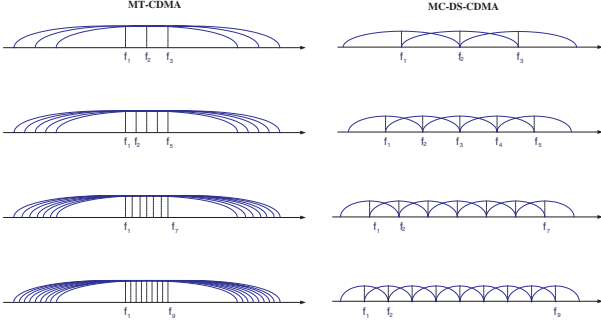 MT-CDMA
MC-DS-CDMA
f1 f2 f3
f1 f2 f3
f1 f2 f5
f1 f2 f3 f4 f5
f1 f7
f1 f2 f7
f1 f9
f1 f2 f9